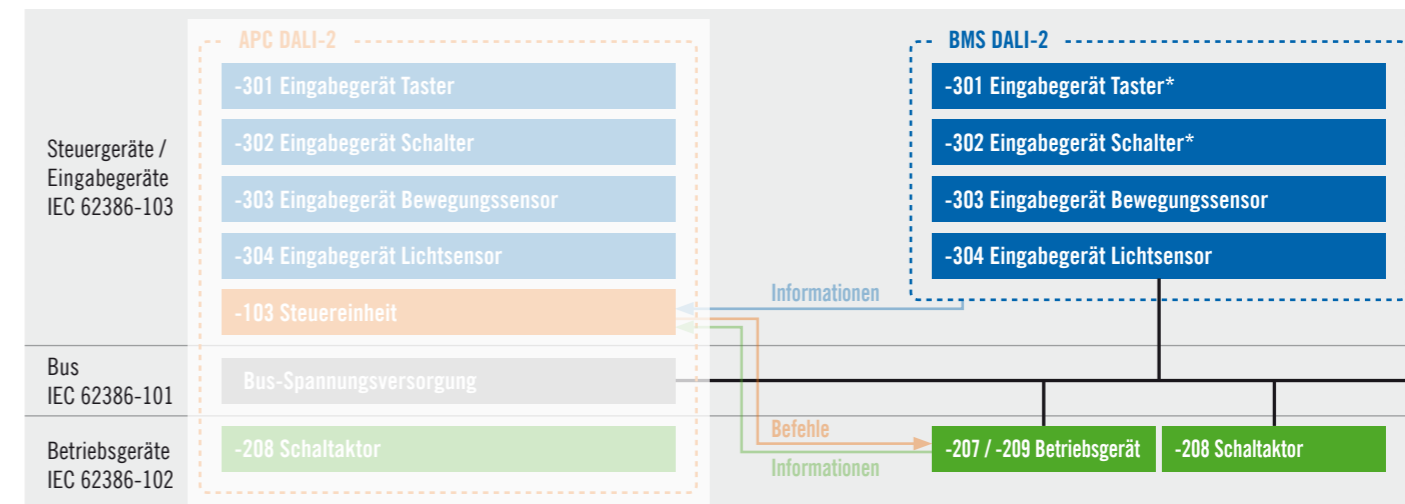 APC DALI-2
BMS DALI-2
-301 Eingabegerät Taster
-301 Eingabegerät Taster*
-302 Eingabegerät Schalter
-302 Eingabegerät Schalter*
Steuergeräte /
Eingabegeräte
IEC 62386-103
-303 Eingabegerät Bewegungssensor
-303 Eingabegerät Bewegungssensor
-304 Eingabegerät Lichtsensor
-304 Eingabegerät Lichtsensor
Informationen
-103 Steuereinheit
Bus
IEC 62386-101
Bus-Spannungsversorgung
Betriebsgeräte
IEC 62386-102
-208 Schaltaktor
Befehle
Informationen
-207 / -209 Betriebsgerät
-208 Schaltaktor